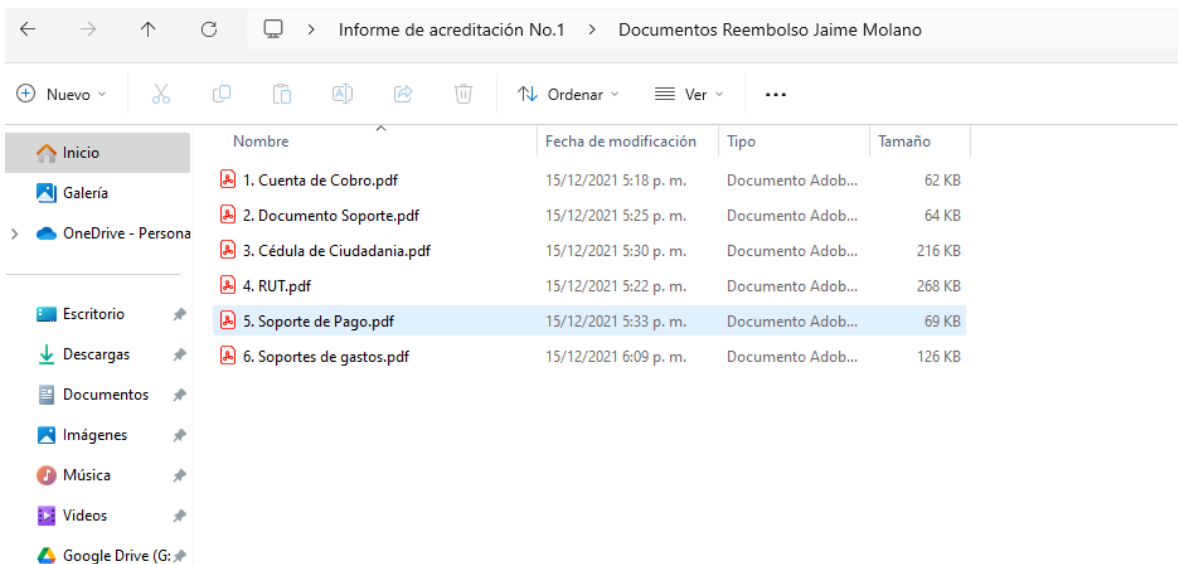 Informe de acreditación No.1 > Documentos Reembolso Jaime Molano
Nuevo Ordenar Ver ...
Nombre Fecha de modificación Tipo Tamaño
Inicio
Galería
OneDrive - Persona
Escritorio
Descargas
Documentos
Imágenes
Música
Videos
Google Drive (G:
1. Cuenta de Cobro.pdf 15/12/2021 5:18 p. m. Documento Adob... 62 KB
2. Documento Soporte.pdf 15/12/2021 5:25 p. m. Documento Adob... 64 KB
3. Cédula de Ciudadania.pdf 15/12/2021 5:30 p. m. Documento Adob... 216 KB
4. RUT.pdf 15/12/2021 5:22 p. m. Documento Adob... 268 KB
5. Soporte de Pago.pdf 15/12/2021 5:33 p. m. Documento Adob... 69 KB
6. Soportes de gastos.pdf 15/12/2021 6:09 p. m. Documento Adob... 126 KB